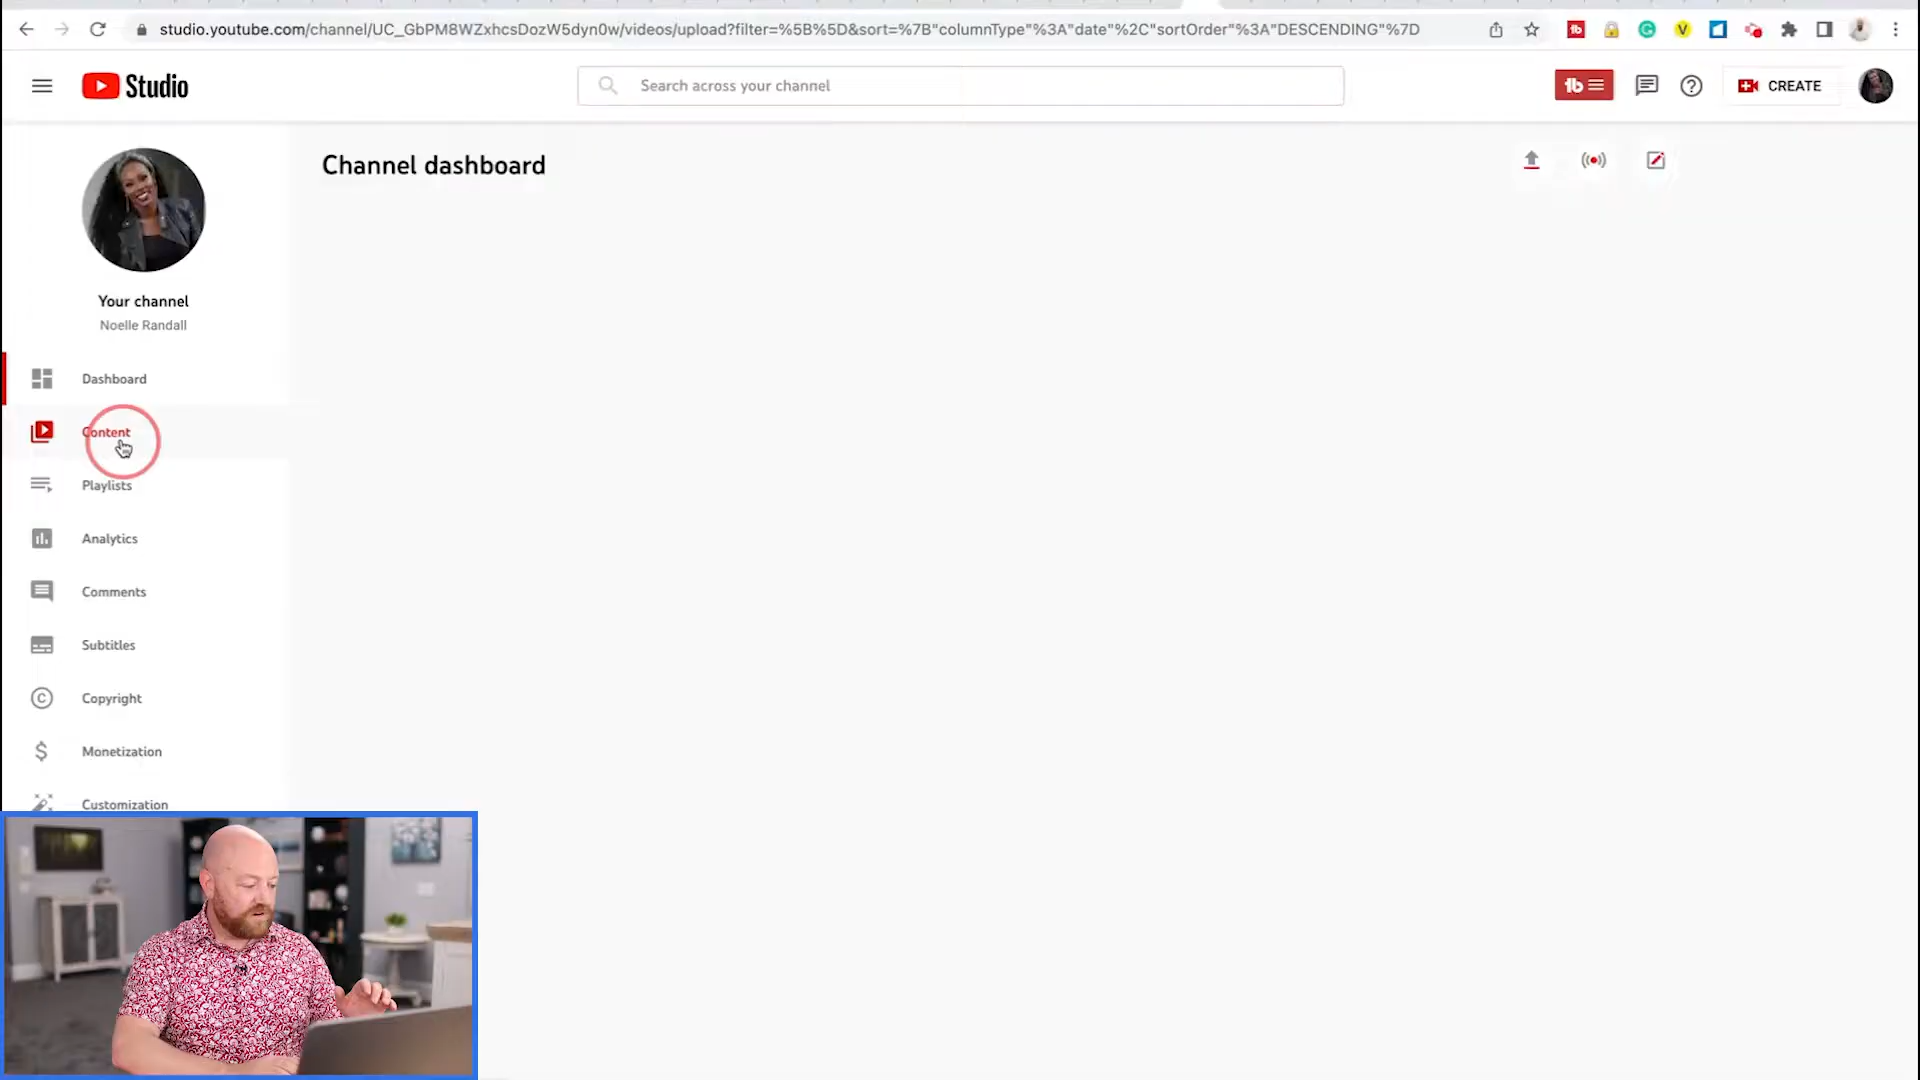 studio.youtube.com/channel/UC_GbPM8WZxhcsDozW5dyn0w/videos/upload?filter=%5B%5D&sort=%7B"columnType"%3A"date"%2C"sortOrder"%3A"DESCENDING"%7D
Studio
Search across your channel
tb
CREATE
Channel dashboard
Your channel
Noelle Randall
Dashboard
Content
Playlists
Analytics
Comments
Subtitles
Copyright
Monetization
Customization